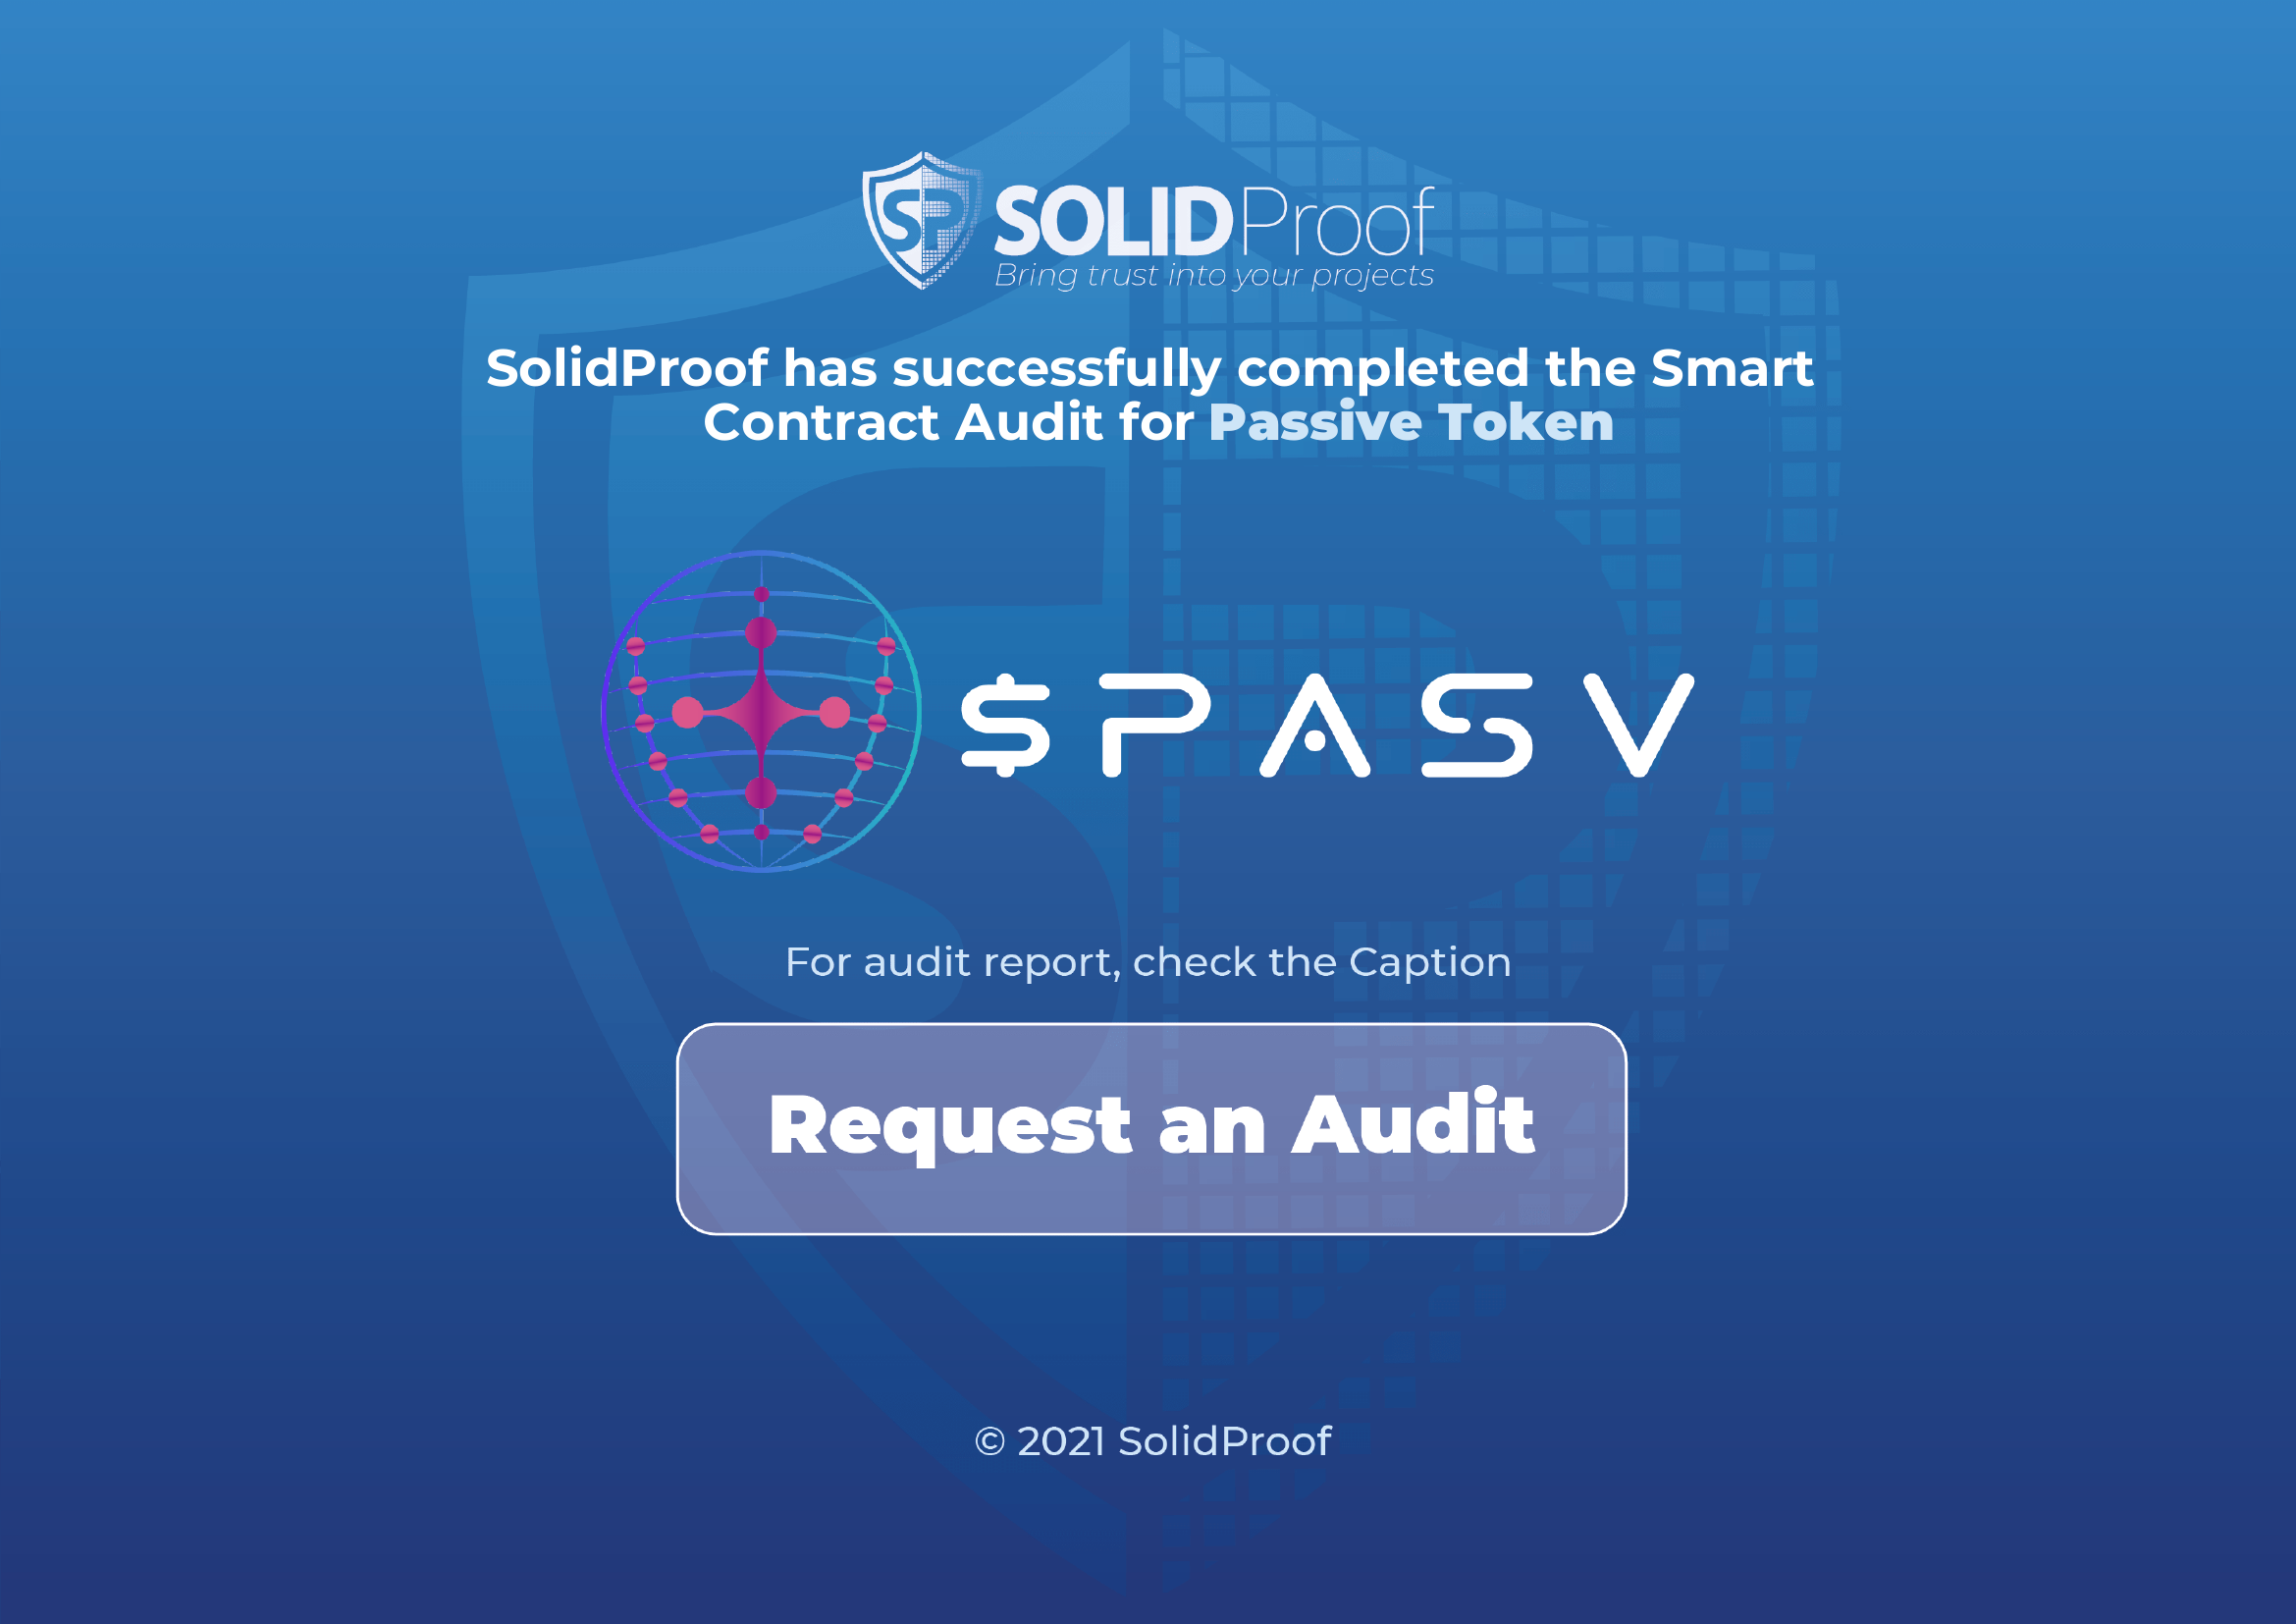 SP SOLIDProof
Bring trust into your projects
SolidProof has successfully completed the Smart
Contract Audit for Passive Token
$PASV
For audit report, check the Caption
Request an Audit
© 2021 SolidProof